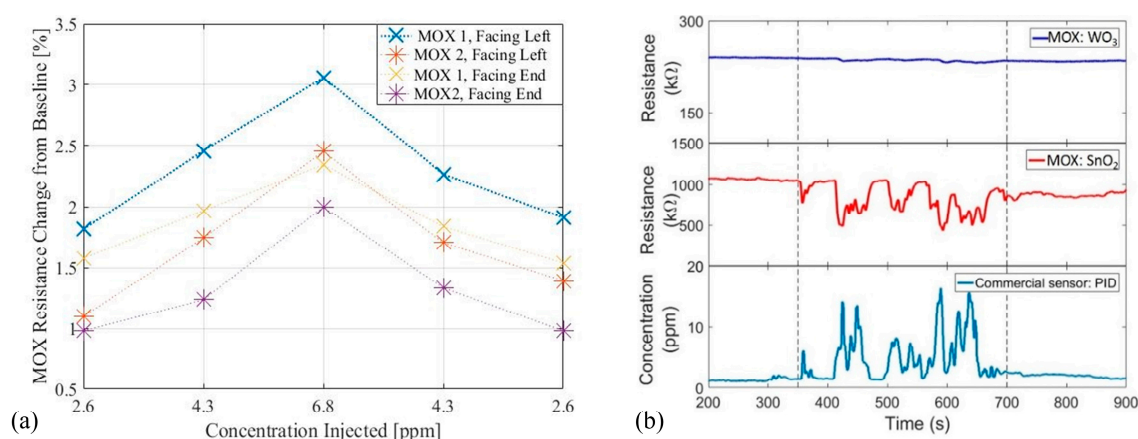 3.5
3
2.5
2
1.5
1
0.5
MOX Resistance Change from Baseline [%]
MOX 1, Facing Left
MOX 2, Facing Left
MOX 1, Facing End
MOX2, Facing End
2.6
4.3
6.8
4.3
2.6
Concentration Injected [ppm]
(a)
300
150
Resistance
(kΩ)
MOX: WO3
1500
1500
1000
500
Resistance
(kΩ)
MOX: SnO2
20
10
0
Concentration
(ppm)
Commercial sensor: PID
200
300
400
500
600
700
800
900
Time (s)
(b)